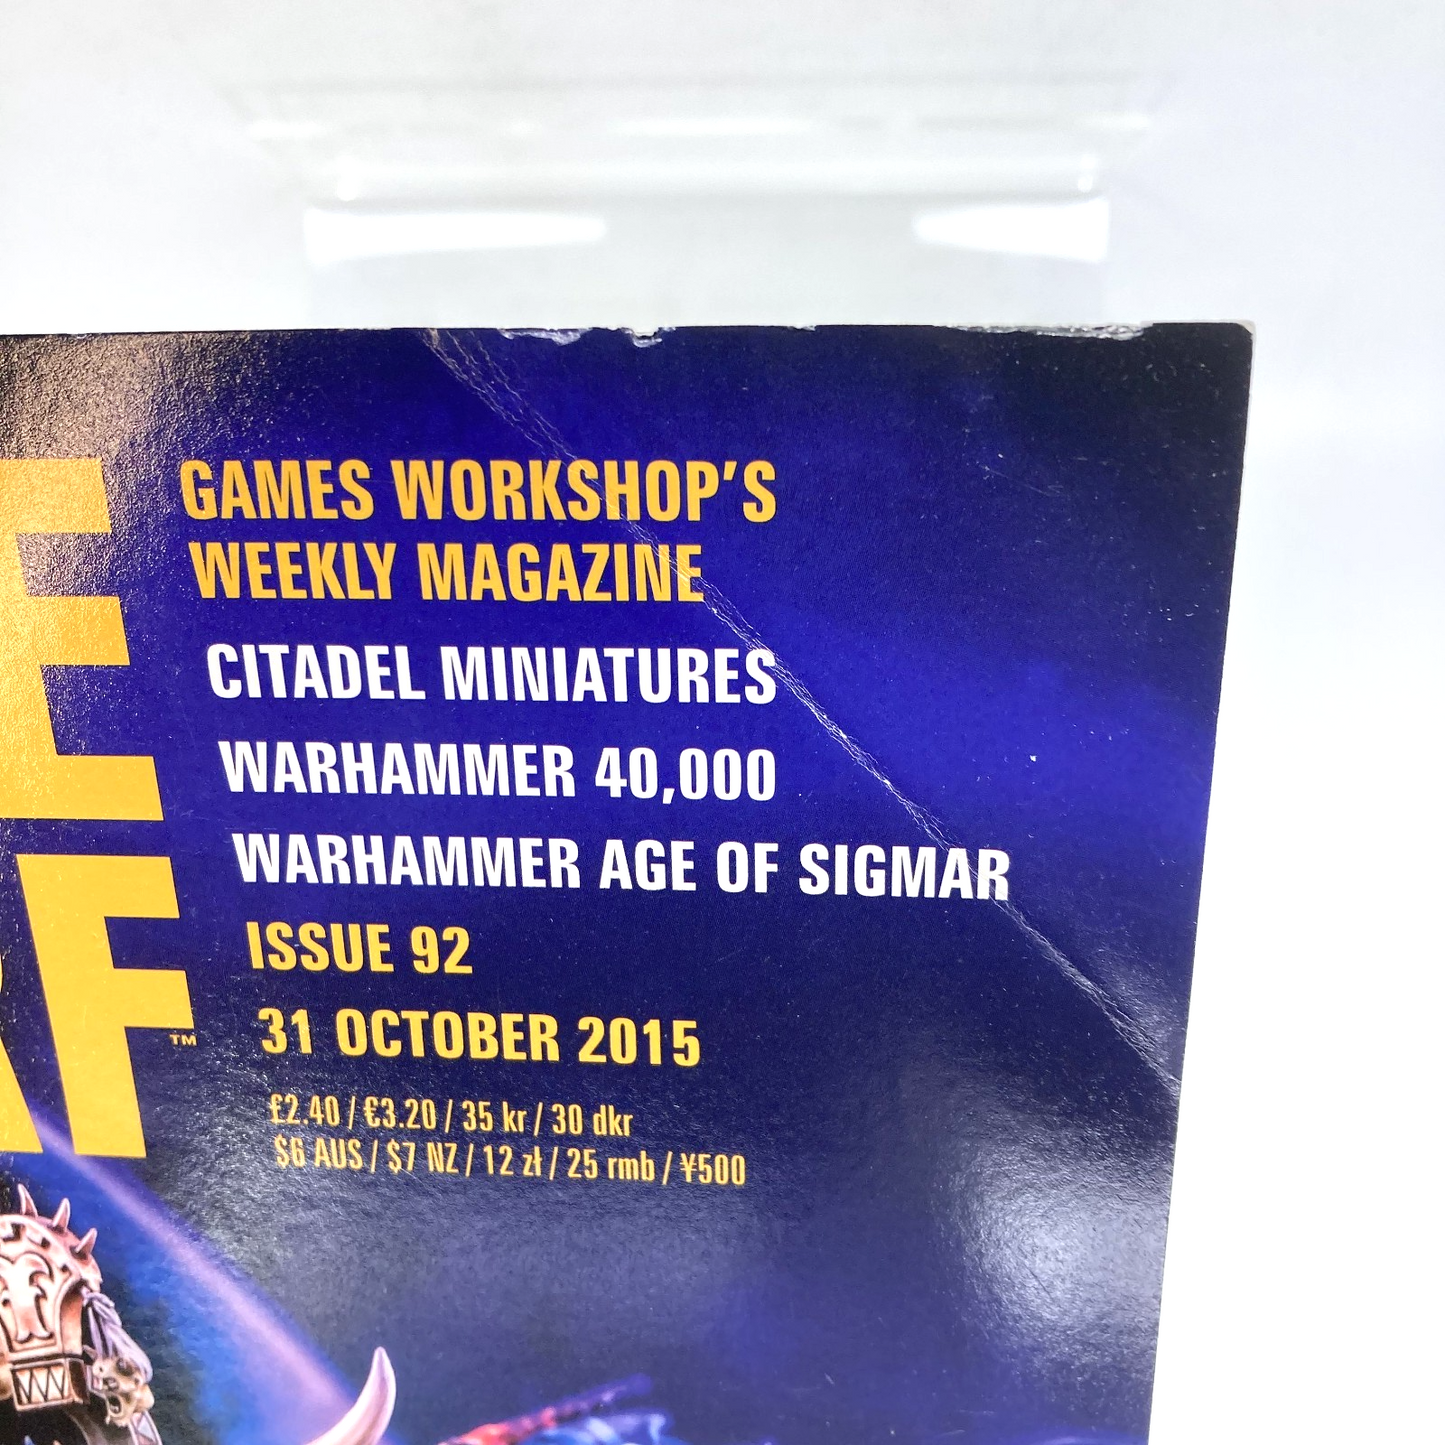 E
RF™
GAMES WORKSHOP'S
WEEKLY MAGAZINE
CITADEL MINIATURES
WARHAMMER 40,000
WARHAMMER AGE OF SIGMAR
ISSUE 92
31 OCTOBER 2015
£2.40 / €3.20 / 35 kr / 30 dkr
$6 AUS / $7 NZ / 12 zł / 25 rmb / ¥500